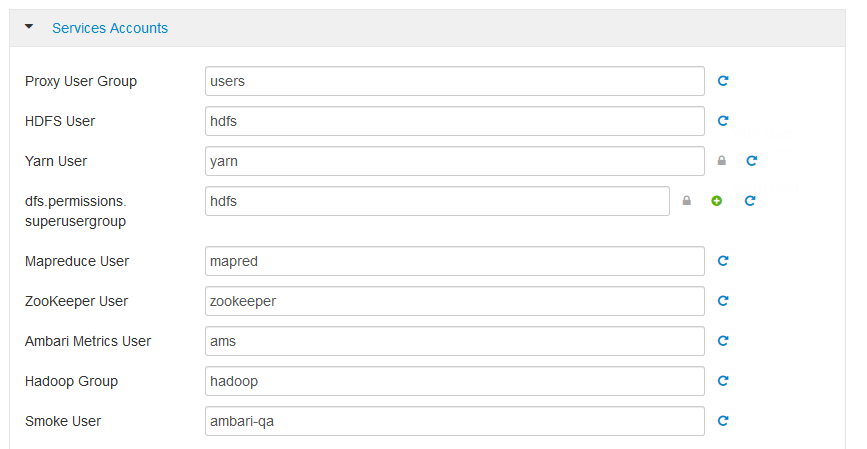 Services Accounts
Proxy User Group users
HDFS User hdfs
Yarn User yarn
dfs.permissions. hdfs
superusergroup
Mapreduce User mapred
ZooKeeper User zookeeper
Ambari Metrics User ams
Hadoop Group hadoop
Smoke User ambari-qa